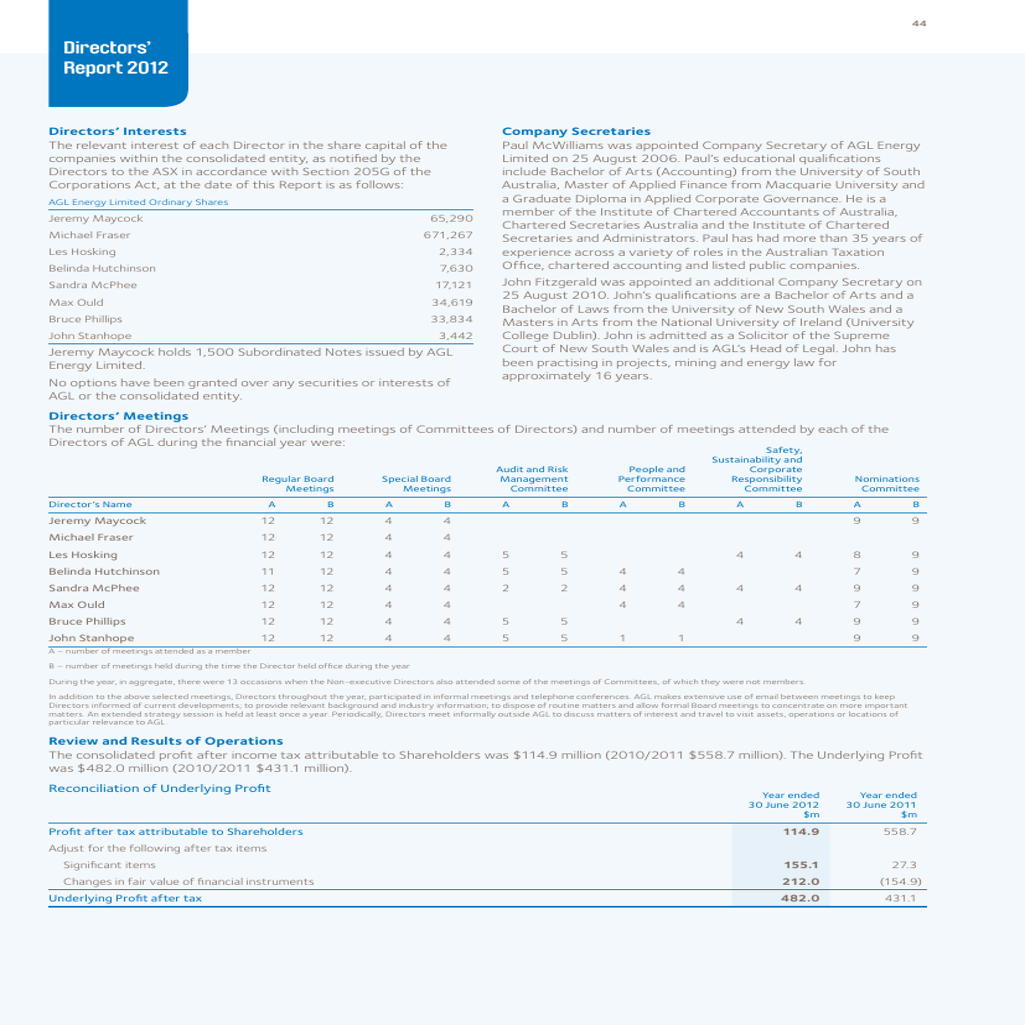 44
Directors’
Report 2012
Directors’ Interests
The relevant interest of each Director in the share capital of the
companies within the consolidated entity, as notified by the
Directors to the ASX in accordance with Section 205G of the
Corporations Act, at the date of this Report is as follows:
AGL Energy Limited Ordinary Shares
Jeremy Maycock 65,290
Michael Fraser 671,267
Les Hosking 2,334
Belinda Hutchinson 7,630
Sandra McPhee 17,121
Max Ould 34,619
Bruce Phillips 33,834
John Stanhope 3,442
Jeremy Maycock holds 1,500 Subordinated Notes issued by AGL
Energy Limited.
No options have been granted over any securities or interests of
AGL or the consolidated entity.
Company Secretaries
Paul McWilliams was appointed Company Secretary of AGL Energy
Limited on 25 August 2006. Paul’s educational qualifications
include Bachelor of Arts (Accounting) from the University of South
Australia, Master of Applied Finance from Macquarie University and
a Graduate Diploma in Applied Corporate Governance. He is a
member of the Institute of Chartered Accountants of Australia,
Chartered Secretaries Australia and the Institute of Chartered
Secretaries and Administrators. Paul has had more than 35 years of
experience across a variety of roles in the Australian Taxation
Office, chartered accounting and listed public companies.
John Fitzgerald was appointed an additional Company Secretary on
25 August 2010. John’s qualifications are a Bachelor of Arts and a
Bachelor of Laws from the University of New South Wales and a
Masters in Arts from the National University of Ireland (University
College Dublin). John is admitted as a Solicitor of the Supreme
Court of New South Wales and is AGL’s Head of Legal. John has
been practising in projects, mining and energy law for
approximately 16 years.
Directors’ Meetings
The number of Directors’ Meetings (including meetings of Committees of Directors) and number of meetings attended by each of the
Directors of AGL during the financial year were:
Safety,
Sustainability and
Audit and Risk People and Corporate
Regular Board Special Board Management Performance Responsibility Nominations
Meetings Meetings Committee Committee Committee Committee
Director’s Name A B A B A B A B A B A B
Jeremy Maycock 12 12 4 4 9 9
Michael Fraser 12 12 4 4
Les Hosking 12 12 4 4 5 5 4 4 8 9
Belinda Hutchinson 11 12 4 4 5 5 4 4 7 9
Sandra McPhee 12 12 4 4 2 2 4 4 4 4 9 9
Max Ould 12 12 4 4 4 4 7 9
Bruce Phillips 12 12 4 4 5 5 4 4 9 9
John Stanhope 12 12 4 4 5 5 1 1 9 9
A – number of meetings attended as a member
B – number of meetings held during the time the Director held office during the year
During the year, in aggregate, there were 13 occasions when the Non-executive Directors also attended some of the meetings of Committees, of which they were not members.
In addition to the above selected meetings, Directors throughout the year, participated in informal meetings and telephone conferences. AGL makes extensive use of email between meetings to keep
Directors informed of current developments; to provide relevant background and industry information; to dispose of routine matters and allow formal Board meetings to concentrate on more important
matters. An extended strategy session is held at least once a year. Periodically, Directors meet informally outside AGL to discuss matters of interest and travel to visit assets, operations or locations of
particular relevance to AGL.
Review and Results of Operations
The consolidated profit after income tax attributable to Shareholders was $114.9 million (2010/2011 $558.7 million). The Underlying Profit
was $482.0 million (2010/2011 $431.1 million).
Reconciliation of Underlying Profit
Year ended Year ended
30 June 2012 30 June 2011
$m $m
Profit after tax attributable to Shareholders 114.9 558.7
Adjust for the following after tax items
Significant items 155.1 27.3
Changes in fair value of financial instruments 212.0 (154.9)
Underlying Profit after tax 482.0 431.1